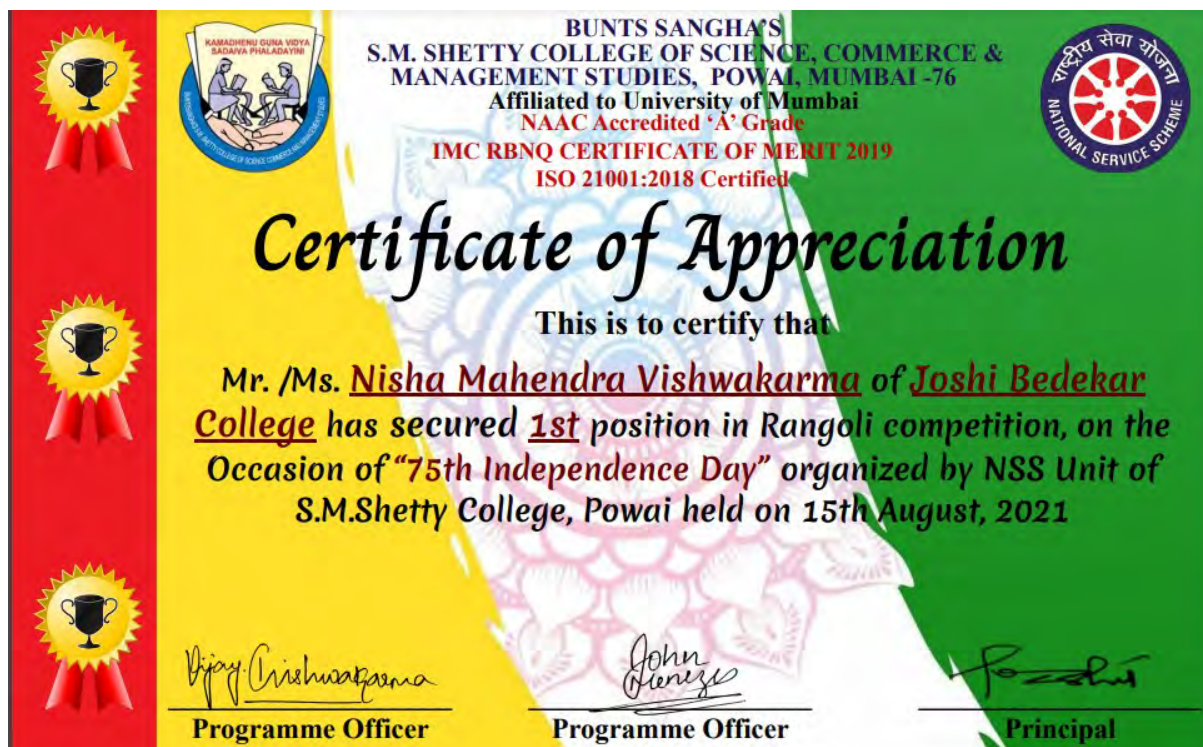 KAMADHENU GUNA VIDYA
SADAIVA PHALADAYINI
BUNTS SANGHA'S
S.M. SHETTY COLLEGE OF SCIENCE, COMMERCE &
MANAGEMENT STUDIES, POWAI, MUMBAI -76
Affiliated to University of Mumbai
NAAC Accredited 'A' Grade
IMC RBNQ CERTIFICATE OF MERIT 2019
ISO 21001:2018 Certified
राष्ट्रीय सेवा योजना
NATIONAL SERVICE SCHEME
Certificate of Appreciation
This is to certify that
Mr. /Ms. Nisha Mahendra Vishwakarma of Joshi Bedekar
College has secured 1st position in Rangoli competition, on the
Occasion of "75th Independence Day" organized by NSS Unit of
S.M.Shetty College, Powai held on 15th August, 2021
Vijay. Vishwakarma
John
Programme Officer
Programme Officer
Principal